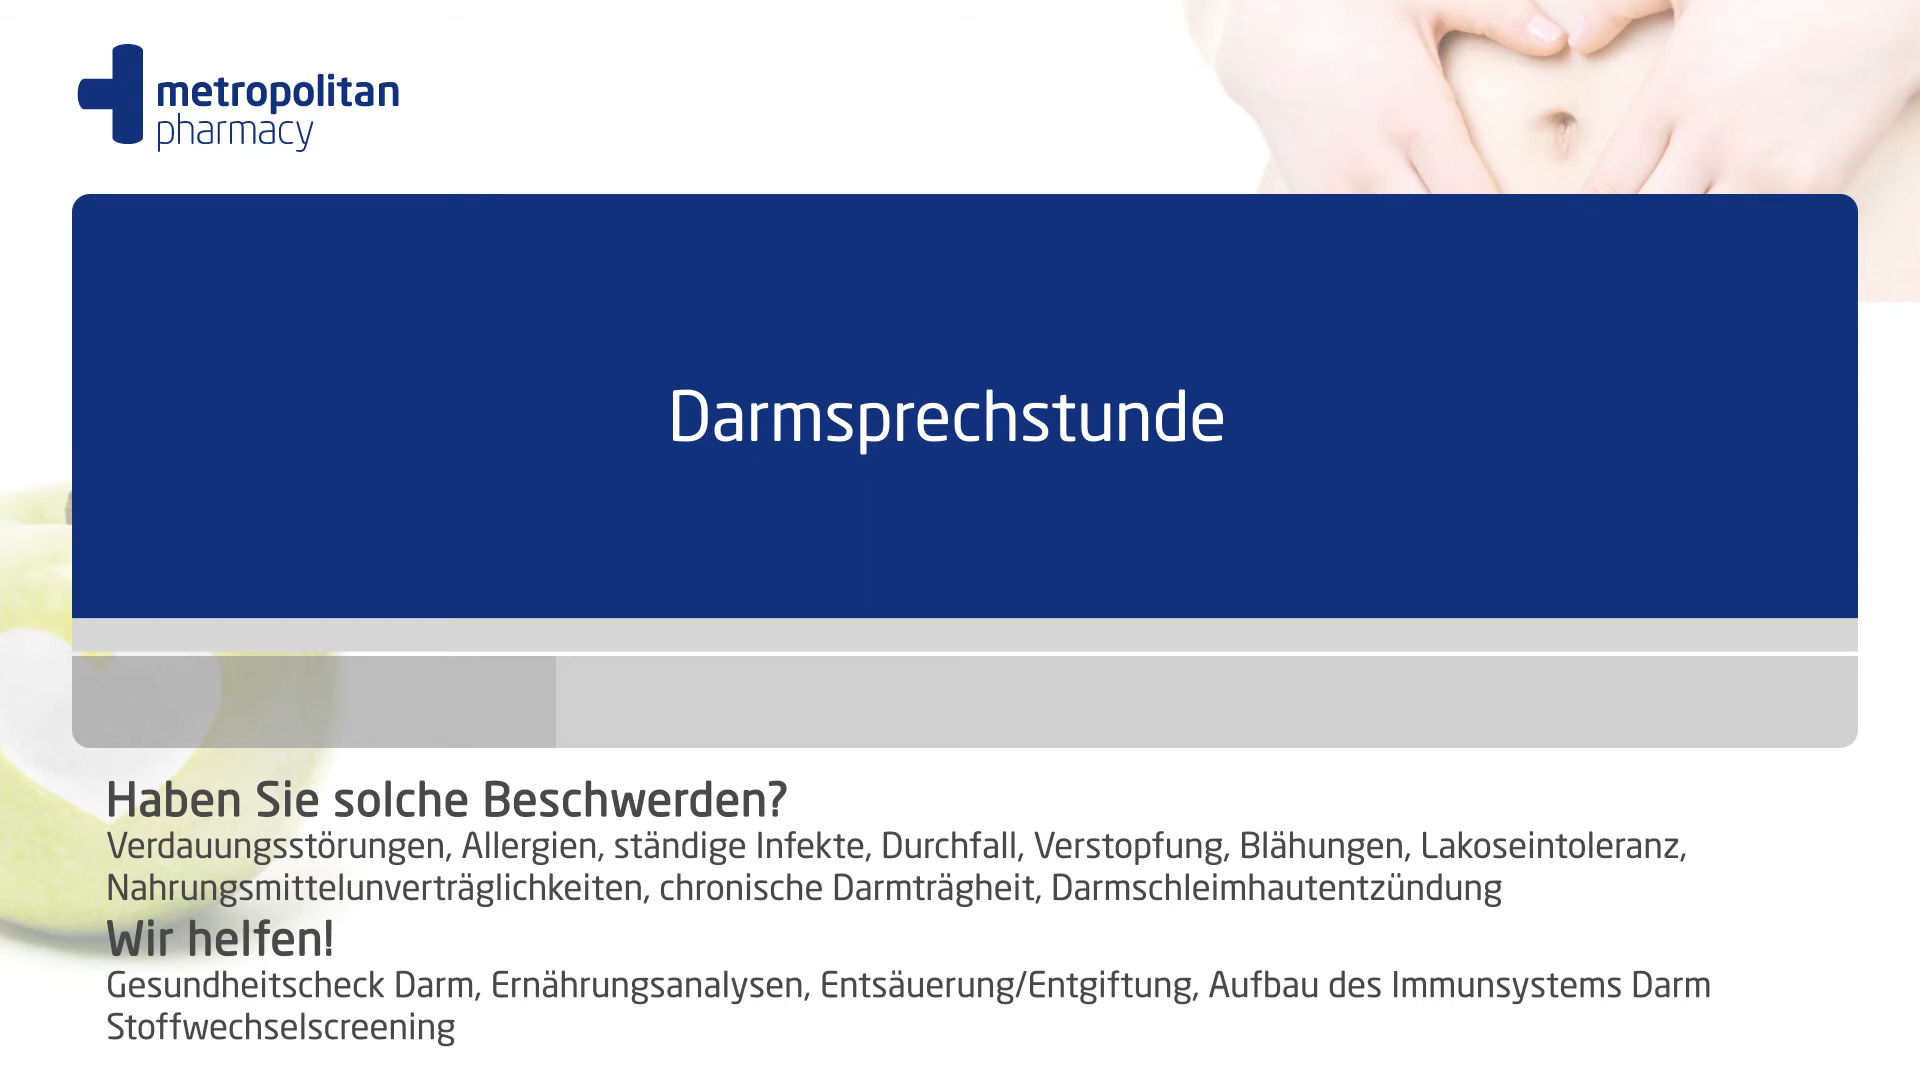 metropolitan
pharmacy
Darmsprechstunde
Haben Sie solche Beschwerden?
Verdauungsstörungen, Allergien, ständige Infekte, Durchfall, Verstopfung, Blähungen, Lakoseintoleranz,
Nahrungsmittelunverträglichkeiten, chronische Darmträgheit, Darmschleimhautentzündung
Wir helfen!
Gesundheitscheck Darm, Ernährungsanalysen, Entsäuerung/Entgiftung, Aufbau des Immunsystems Darm
Stoffwechselscreening